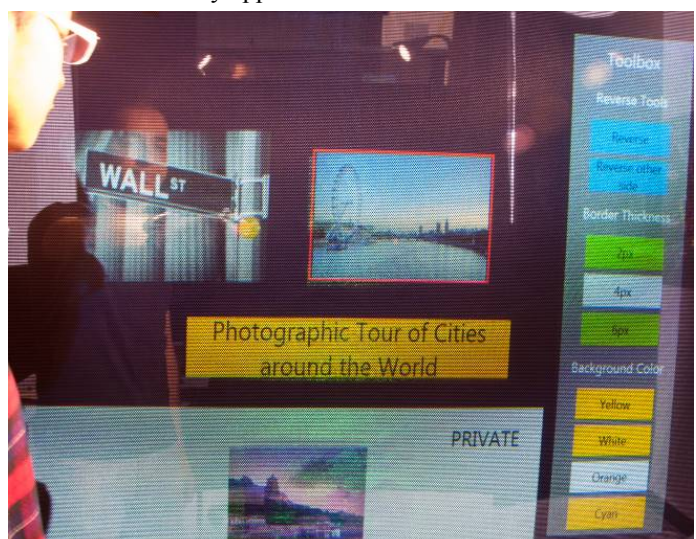 WALL ST
Photographic Tour of Cities
around the World
PRIVATE
Toolbox
Reverse Tools
Reverse
Reverse other
side
Border Thickness
2px
4px
6px
Background Color
Yellow
White
Orange
Cyan